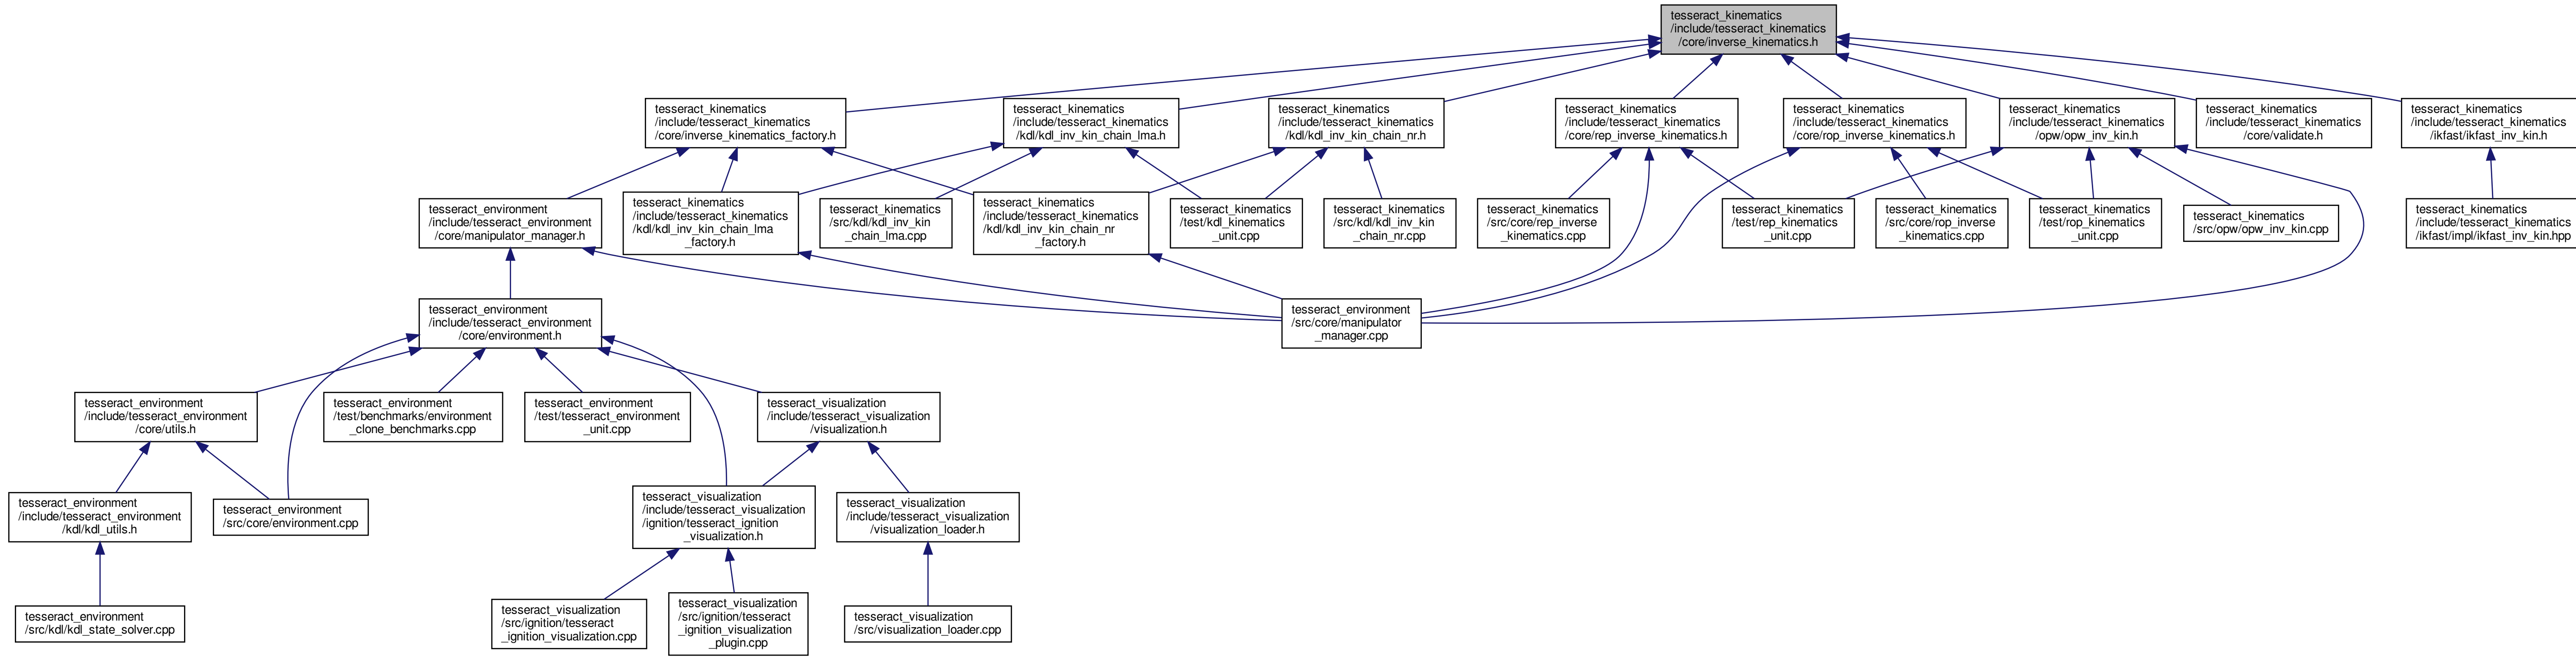 tesseract_kinematics
/include/tesseract_kinematics
/core/inverse_kinematics.h
tesseract_kinematics
/include/tesseract_kinematics
/core/inverse_kinematics_factory.h
tesseract_kinematics
/include/tesseract_kinematics
/kdl/kdl_inv_kin_chain_lma.h
tesseract_kinematics
/include/tesseract_kinematics
/kdl/kdl_inv_kin_chain_nr.h
tesseract_kinematics
/include/tesseract_kinematics
/core/rep_inverse_kinematics.h
tesseract_kinematics
/include/tesseract_kinematics
/core/rop_inverse_kinematics.h
tesseract_kinematics
/include/tesseract_kinematics
/opw/opw_inv_kin.h
tesseract_kinematics
/include/tesseract_kinematics
/core/validate.h
tesseract_kinematics
/include/tesseract_kinematics
/ikfast/ikfast_inv_kin.h
tesseract_environment
/include/tesseract_environment
/core/manipulator_manager.h
tesseract_kinematics
/include/tesseract_kinematics
/kdl/kdl_inv_kin_chain_lma
_factory.h
tesseract_kinematics
/src/kdl/kdl_inv_kin
_chain_lma.cpp
tesseract_kinematics
/include/tesseract_kinematics
/kdl/kdl_inv_kin_chain_nr
_factory.h
tesseract_kinematics
/test/kdl_kinematics
_unit.cpp
tesseract_kinematics
/src/kdl/kdl_inv_kin
_chain_nr.cpp
tesseract_kinematics
/src/core/rep_inverse
_kinematics.cpp
tesseract_kinematics
/test/rep_kinematics
_unit.cpp
tesseract_kinematics
/src/core/rop_inverse
_kinematics.cpp
tesseract_kinematics
/test/rop_kinematics
_unit.cpp
tesseract_kinematics
/src/opw/opw_inv_kin.cpp
tesseract_kinematics
/include/tesseract_kinematics
/ikfast/impl/ikfast_inv_kin.hpp
tesseract_environment
/include/tesseract_environment
/core/environment.h
tesseract_environment
/src/core/manipulator
_manager.cpp
tesseract_environment
/include/tesseract_environment
/core/utils.h
tesseract_environment
/test/benchmarks/environment
_clone_benchmarks.cpp
tesseract_environment
/test/tesseract_environment
_unit.cpp
tesseract_visualization
/include/tesseract_visualization
/visualization.h
tesseract_environment
/include/tesseract_environment
/kdl/kdl_utils.h
tesseract_environment
/src/core/environment.cpp
tesseract_visualization
/include/tesseract_visualization
/ignition/tesseract_ignition
_visualization.h
tesseract_visualization
/include/tesseract_visualization
/visualization_loader.h
tesseract_environment
/src/kdl/kdl_state_solver.cpp
tesseract_visualization
/src/ignition/tesseract
_ignition_visualization.cpp
tesseract_visualization
/src/ignition/tesseract
_ignition_visualization
_plugin.cpp
tesseract_visualization
/src/visualization_loader.cpp